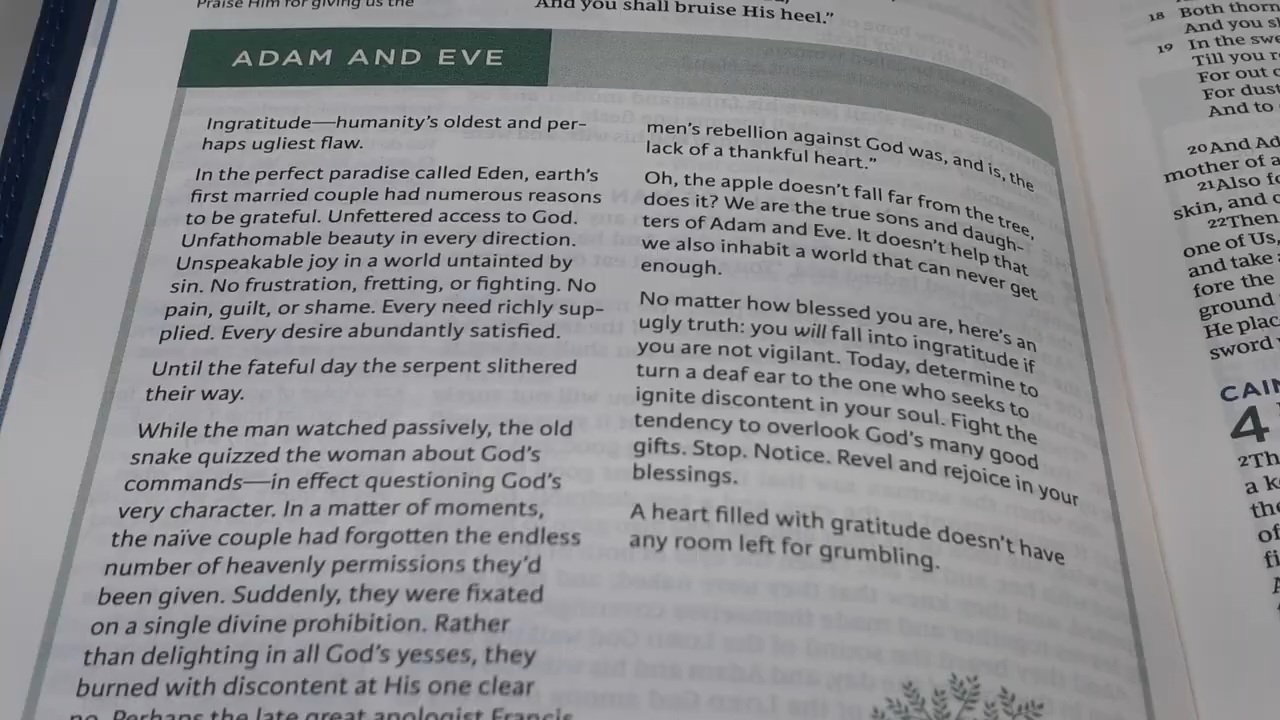 Praise Him for giving us the
And you shall bruise His heel.”
ADAM AND EVE
Ingratitude—humanity’s oldest and per-
haps ugliest flaw.
In the perfect paradise called Eden, earth’s
first married couple had numerous reasons
to be grateful. Unfettered access to God.
Unfathomable beauty in every direction.
Unspeakable joy in a world untainted by
sin. No frustration, fretting, or fighting. No
pain, guilt, or shame. Every need richly sup-
plied. Every desire abundantly satisfied.
Until the fateful day the serpent slithered
their way.
While the man watched passively, the old
snake quizzed the woman about God’s
commands—in effect questioning God’s
very character. In a matter of moments,
the naïve couple had forgotten the endless
number of heavenly permissions they’d
been given. Suddenly, they were fixated
on a single divine prohibition. Rather
than delighting in all God’s yesses, they
burned with discontent at His one clear
no. Perhaps the late great apologist Francis
men’s rebellion against God was, and is, the
lack of a thankful heart.”
Oh, the apple doesn’t fall far from the tree,
does it? We are the true sons and daugh-
ters of Adam and Eve. It doesn’t help that
we also inhabit a world that can never get
enough.
No matter how blessed you are, here’s an
ugly truth: you will fall into ingratitude if
you are not vigilant. Today, determine to
turn a deaf ear to the one who seeks to
ignite discontent in your soul. Fight the
tendency to overlook God’s many good
gifts. Stop. Notice. Revel and rejoice in your
blessings.
A heart filled with gratitude doesn’t have
any room left for grumbling.
18 Both thorn
And you s
19 In the swe
Till you r
For out o
For dust
And to
20 And Ad
mother of a
21 Also fo
skin, and c
22 Then
one of Us,
and take a
fore the
ground
He plac
sword
CAIN
4
2 Th
a k
the
of
fi